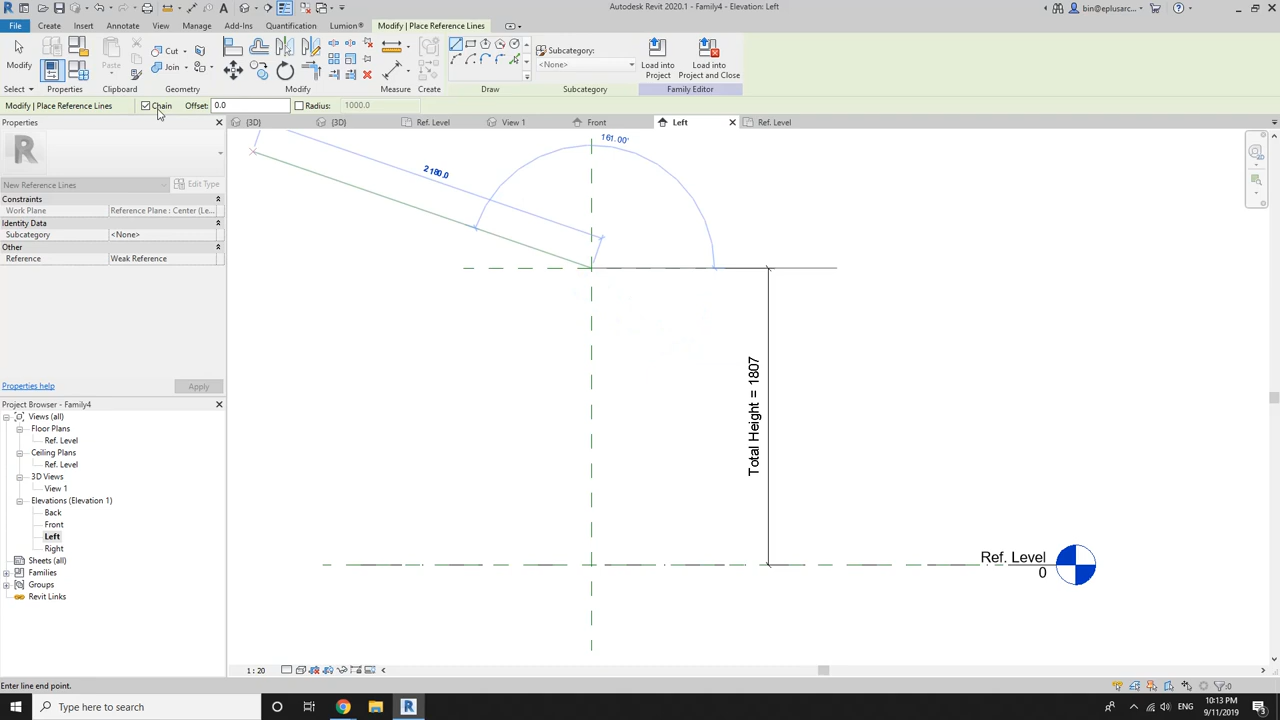 Autodesk Revit 2020.1 - Family4 - Elevation: Left
bin@eplusarc...
File Create Insert Annotate View Manage Add-Ins Quantification Lumion® Modify | Place Reference Lines
Modify
Paste
Cut
Join
Create
Subcategory:
<None>
Load into
Project
Load into
Project and Close
Select Properties Clipboard Geometry Modify Measure Create Draw Subcategory Family Editor
Modify | Place Reference Lines Chain Offset: 0.0 Radius: 1000.0
Properties
{3D} {3D} Ref. Level View 1 Front Left Ref. Level
New Reference Lines Edit Type
Constraints
Work Plane Reference Plane : Center (Le...
Identity Data
Subcategory <None>
Other
Reference Weak Reference
Properties help Apply
Project Browser - Family4
Views (all)
Floor Plans
Ref. Level
Ceiling Plans
Ref. Level
3D Views
View 1
Elevations (Elevation 1)
Back
Front
Left
Right
Sheets (all)
Families
Groups
Revit Links
161.00°
2180.0
Total Height = 1807
Ref. Level
0
1 : 20
Enter line end point.
:0
Type here to search
ENG
10:13 PM
9/11/2019